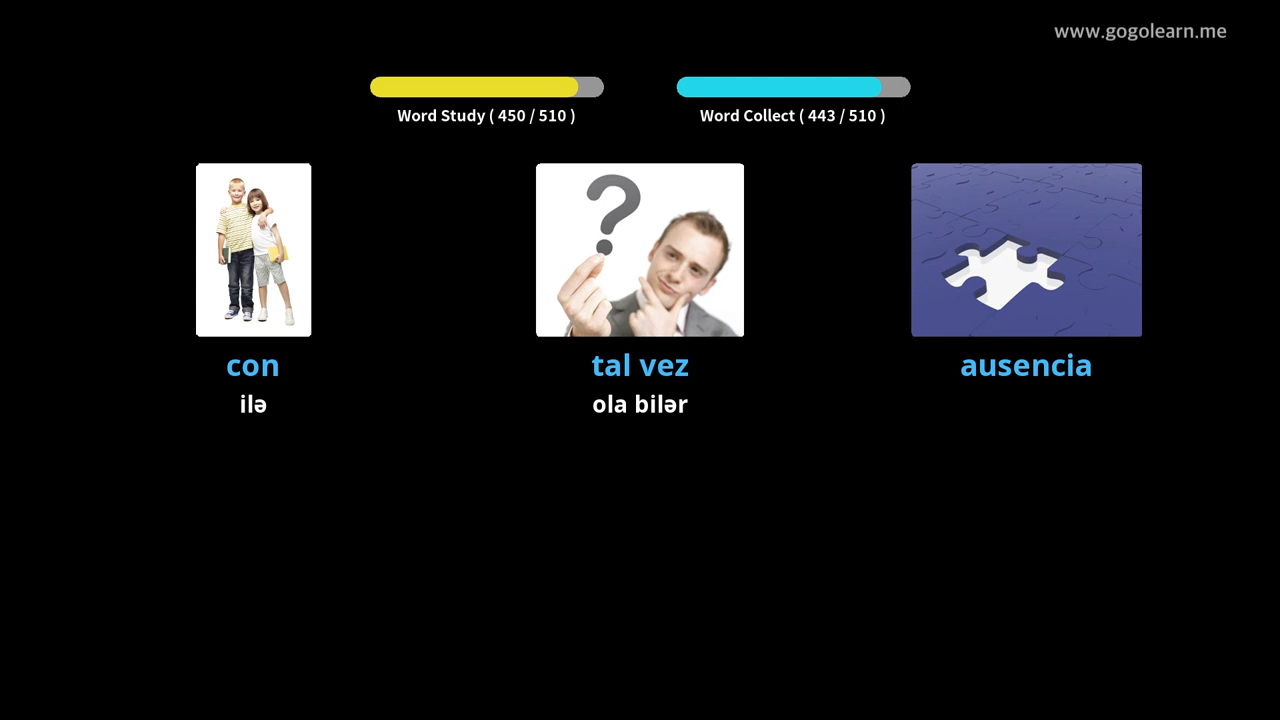 www.gogolearn.me
Word Study ( 450 / 510 )
Word Collect ( 443 / 510 )
con
ilə
tal vez
ola bilər
ausencia